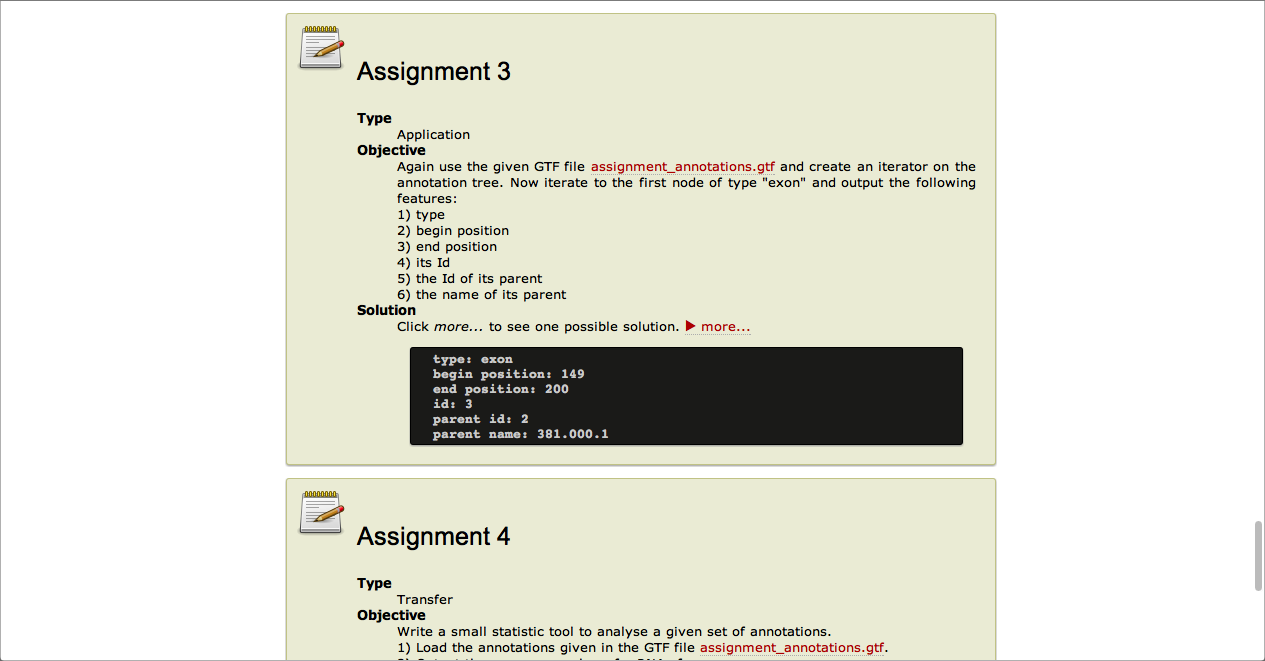 Assignment 3
Type
Application
Objective
Again use the given GTF file assignment_annotations.gtf and create an iterator on the
annotation tree. Now iterate to the first node of type "exon" and output the following
features:
1) type
2) begin position
3) end position
4) its Id
5) the Id of its parent
6) the name of its parent
Solution
Click more... to see one possible solution. ▶ more...
type: exon
begin position: 149
end position: 200
id: 3
parent id: 2
parent name: 381.000.1
Assignment 4
Type
Transfer
Objective
Write a small statistic tool to analyse a given set of annotations.
1) Load the annotations given in the GTF file assignment_annotations.gtf.